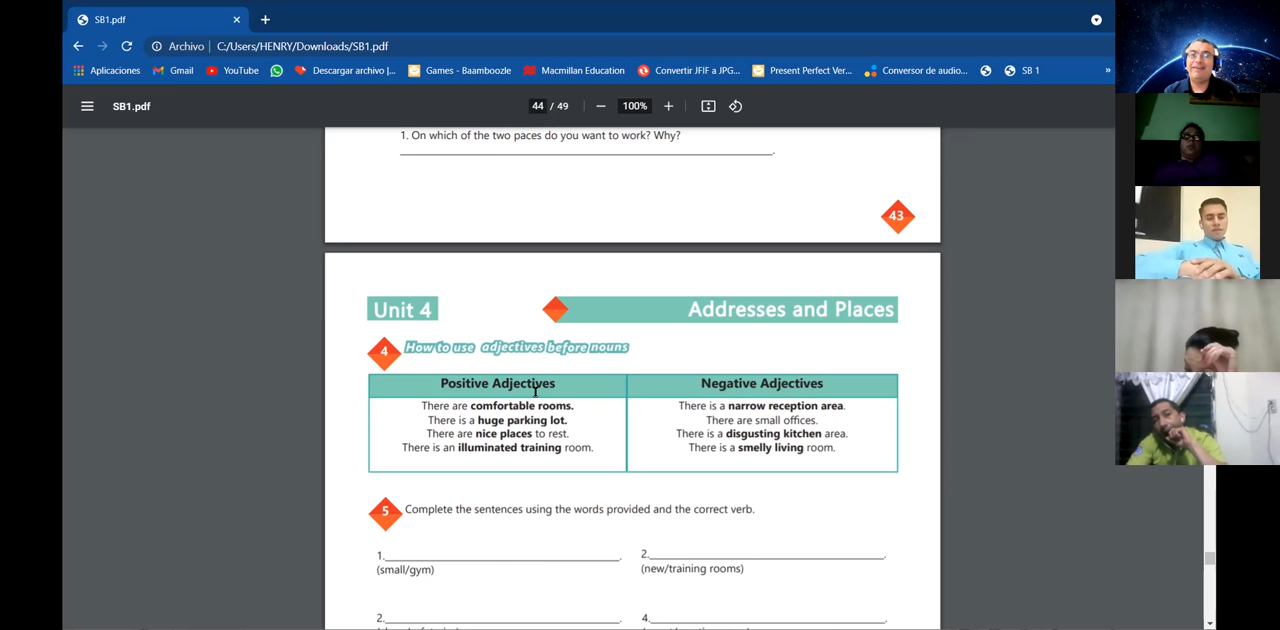 SB1.pdf
Archivo C:/Users/HENRY/Downloads/SB1.pdf
Aplicaciones Gmail YouTube Descargar archivo |... Games - Baamboozle Macmillan Education Convertir JFIF a JPG... Present Perfect Ver... Conversor de audio... SB 1 »
SB1.pdf 44 / 49 100%
1. On which of the two paces do you want to work? Why?
43
Unit 4 Addresses and Places
4 How to use adjectives before nouns
Positive Adjectives Negative Adjectives
There are comfortable rooms. There is a narrow reception area.
There is a huge parking lot. There are small offices.
There are nice places to rest. There is a disgusting kitchen area.
There is an illuminated training room. There is a smelly living room.
5 Complete the sentences using the words provided and the correct verb.
1. 2.
(small/gym) (new/training rooms)
2. 4.